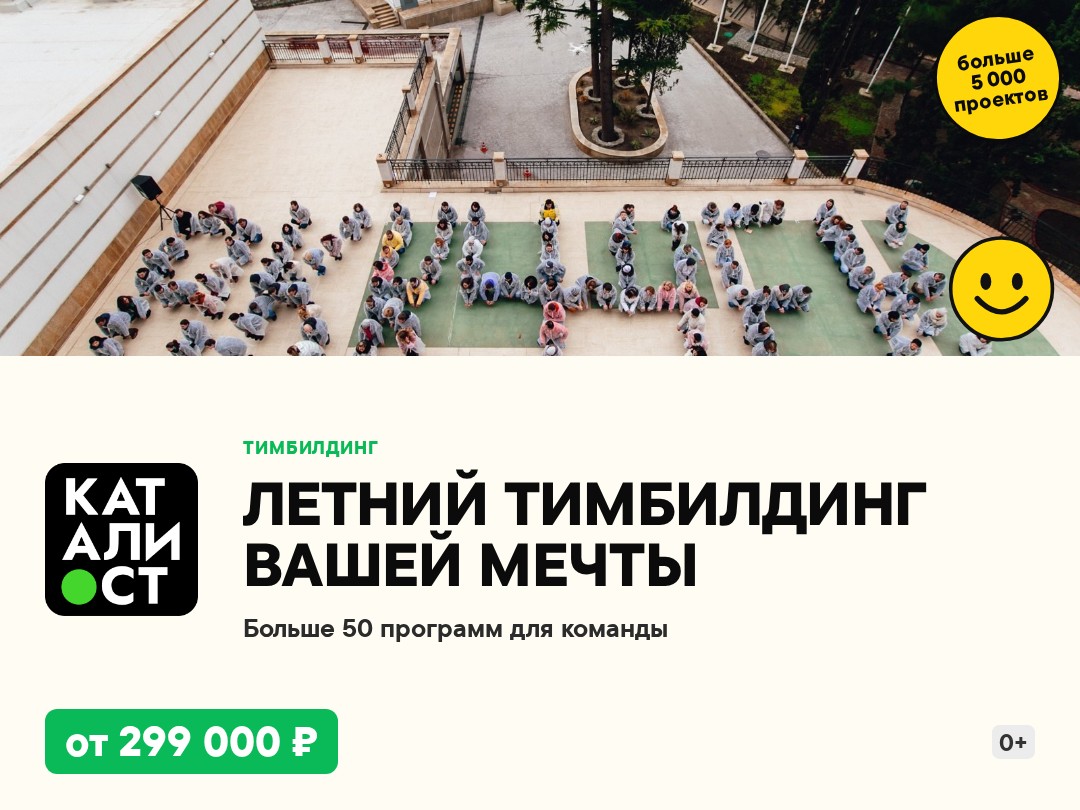 больше
5 000
проектов
ТИМБИЛДИНГ
КАТ
АЛИ
СТ
ЛЕТНИЙ ТИМБИЛДИНГ
ВАШЕЙ МЕЧТЫ
Больше 50 программ для команды
от 299 000 ₽
0+